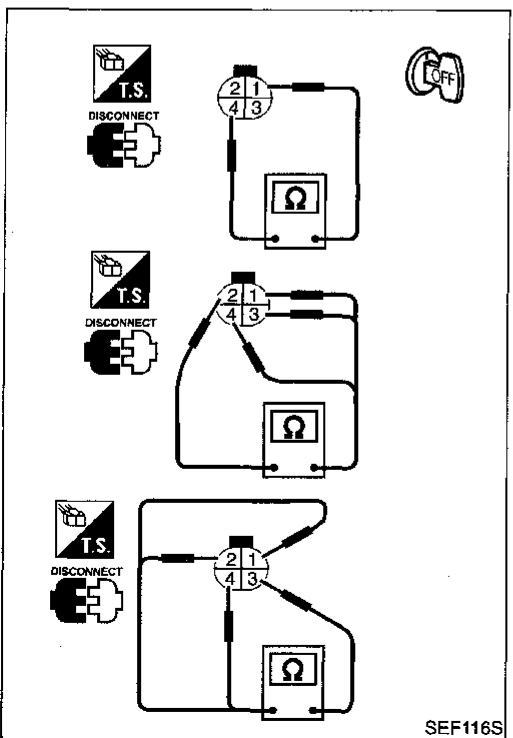 T.S.
DISCONNECT
2 1
4 3
Ω
OFF
T.S.
DISCONNECT
2 1
4 3
Ω
T.S.
DISCONNECT
2 1
4 3
Ω
SEF116S